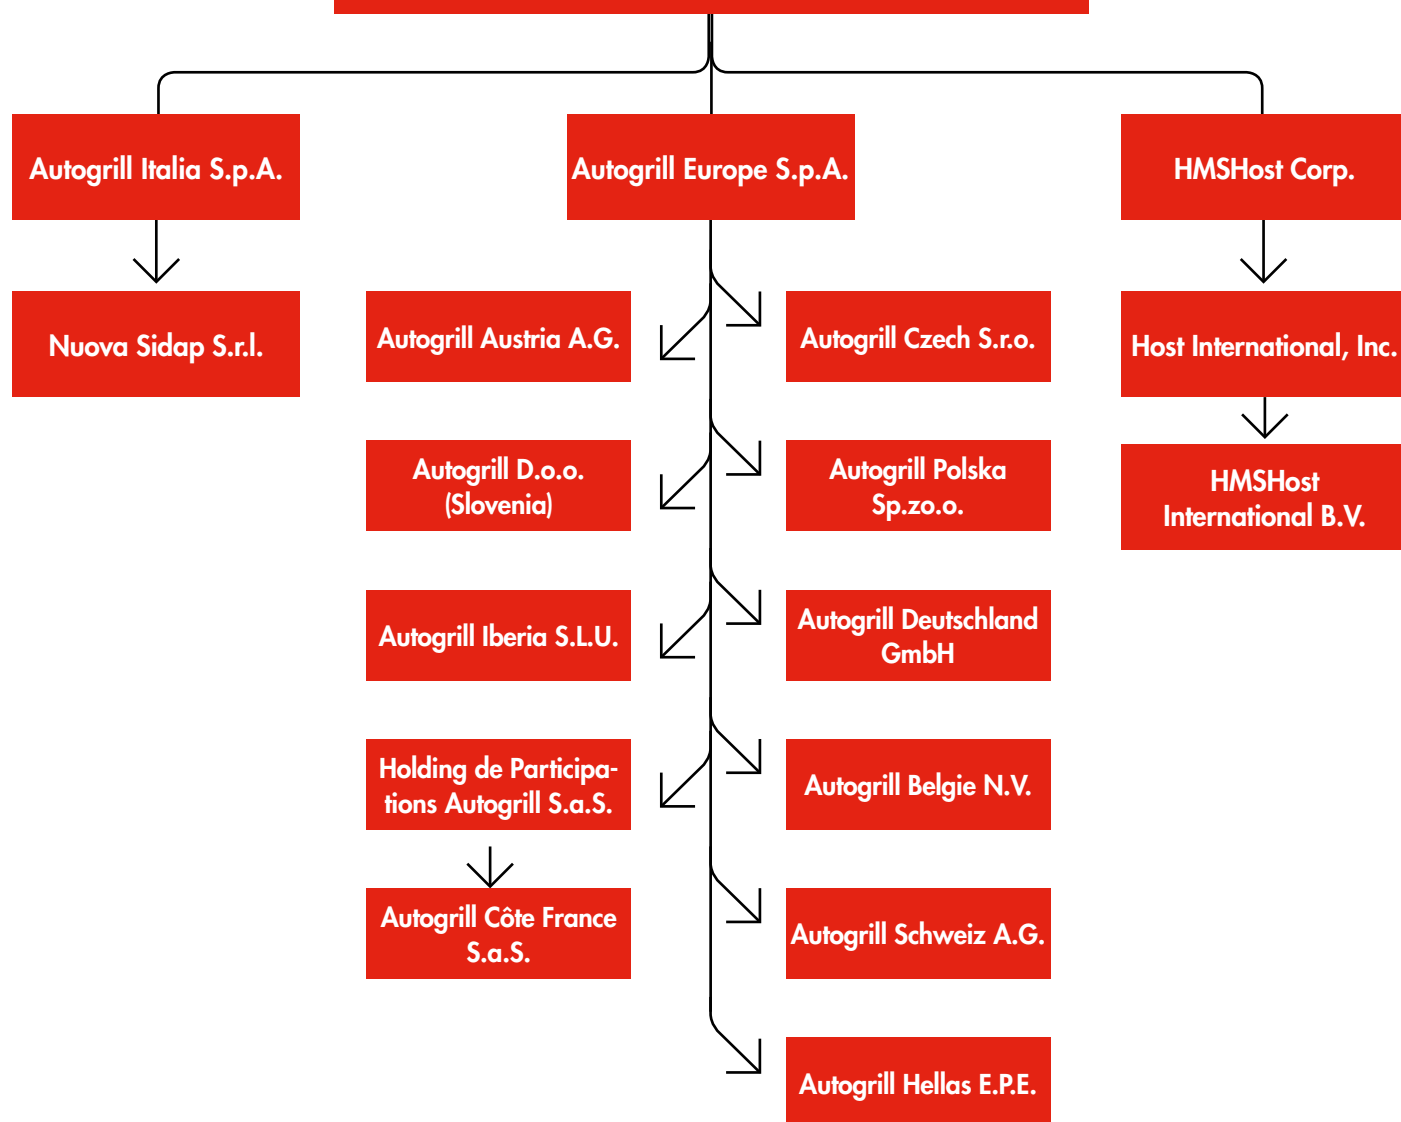 Autogrill Italia S.p.A.
Autogrill Europe S.p.A.
HMSHost Corp.
Nuova Sidap S.r.l.
Autogrill Austria A.G.
Autogrill Czech S.r.o.
Host International, Inc.
Autogrill D.o.o.
(Slovenia)
Autogrill Polska
Sp.zo.o.
HMSHost
International B.V.
Autogrill Iberia S.L.U.
Autogrill Deutschland
GmbH
Holding de Participa-
tions Autogrill S.a.S.
Autogrill Belgie N.V.
Autogrill Côte France
S.a.S.
Autogrill Schweiz A.G.
Autogrill Hellas E.P.E.